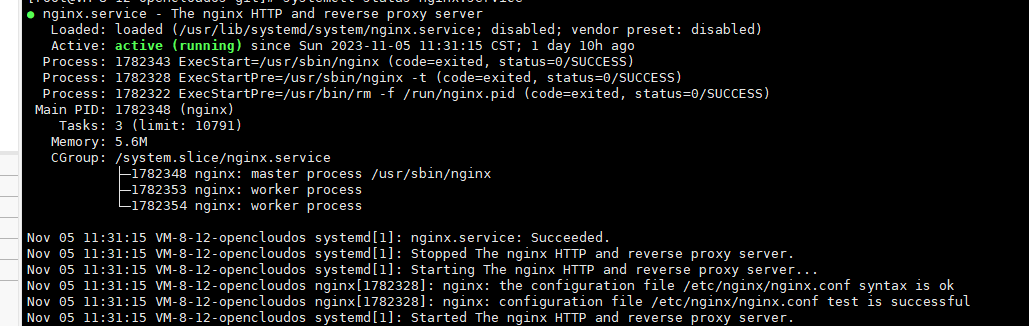 ● nginx.service - The nginx HTTP and reverse proxy server
Loaded: loaded (/usr/lib/systemd/system/nginx.service; disabled; vendor preset: disabled)
Active: active (running) since Sun 2023-11-05 11:31:15 CST; 1 day 10h ago
Process: 1782343 ExecStart=/usr/sbin/nginx (code=exited, status=0/SUCCESS)
Process: 1782328 ExecStartPre=/usr/sbin/nginx -t (code=exited, status=0/SUCCESS)
Process: 1782322 ExecStartPre=/usr/bin/rm -f /run/nginx.pid (code=exited, status=0/SUCCESS)
Main PID: 1782348 (nginx)
Tasks: 3 (limit: 10791)
Memory: 5.6M
CGroup: /system.slice/nginx.service
├─1782348 nginx: master process /usr/sbin/nginx
├─1782353 nginx: worker process
└─1782354 nginx: worker process
Nov 05 11:31:15 VM-8-12-opencloudos systemd[1]: nginx.service: Succeeded.
Nov 05 11:31:15 VM-8-12-opencloudos systemd[1]: Stopped The nginx HTTP and reverse proxy server.
Nov 05 11:31:15 VM-8-12-opencloudos systemd[1]: Starting The nginx HTTP and reverse proxy server...
Nov 05 11:31:15 VM-8-12-opencloudos nginx[1782328]: nginx: the configuration file /etc/nginx/nginx.conf syntax is ok
Nov 05 11:31:15 VM-8-12-opencloudos nginx[1782328]: nginx: configuration file /etc/nginx/nginx.conf test is successful
Nov 05 11:31:15 VM-8-12-opencloudos systemd[1]: Started The nginx HTTP and reverse proxy server.